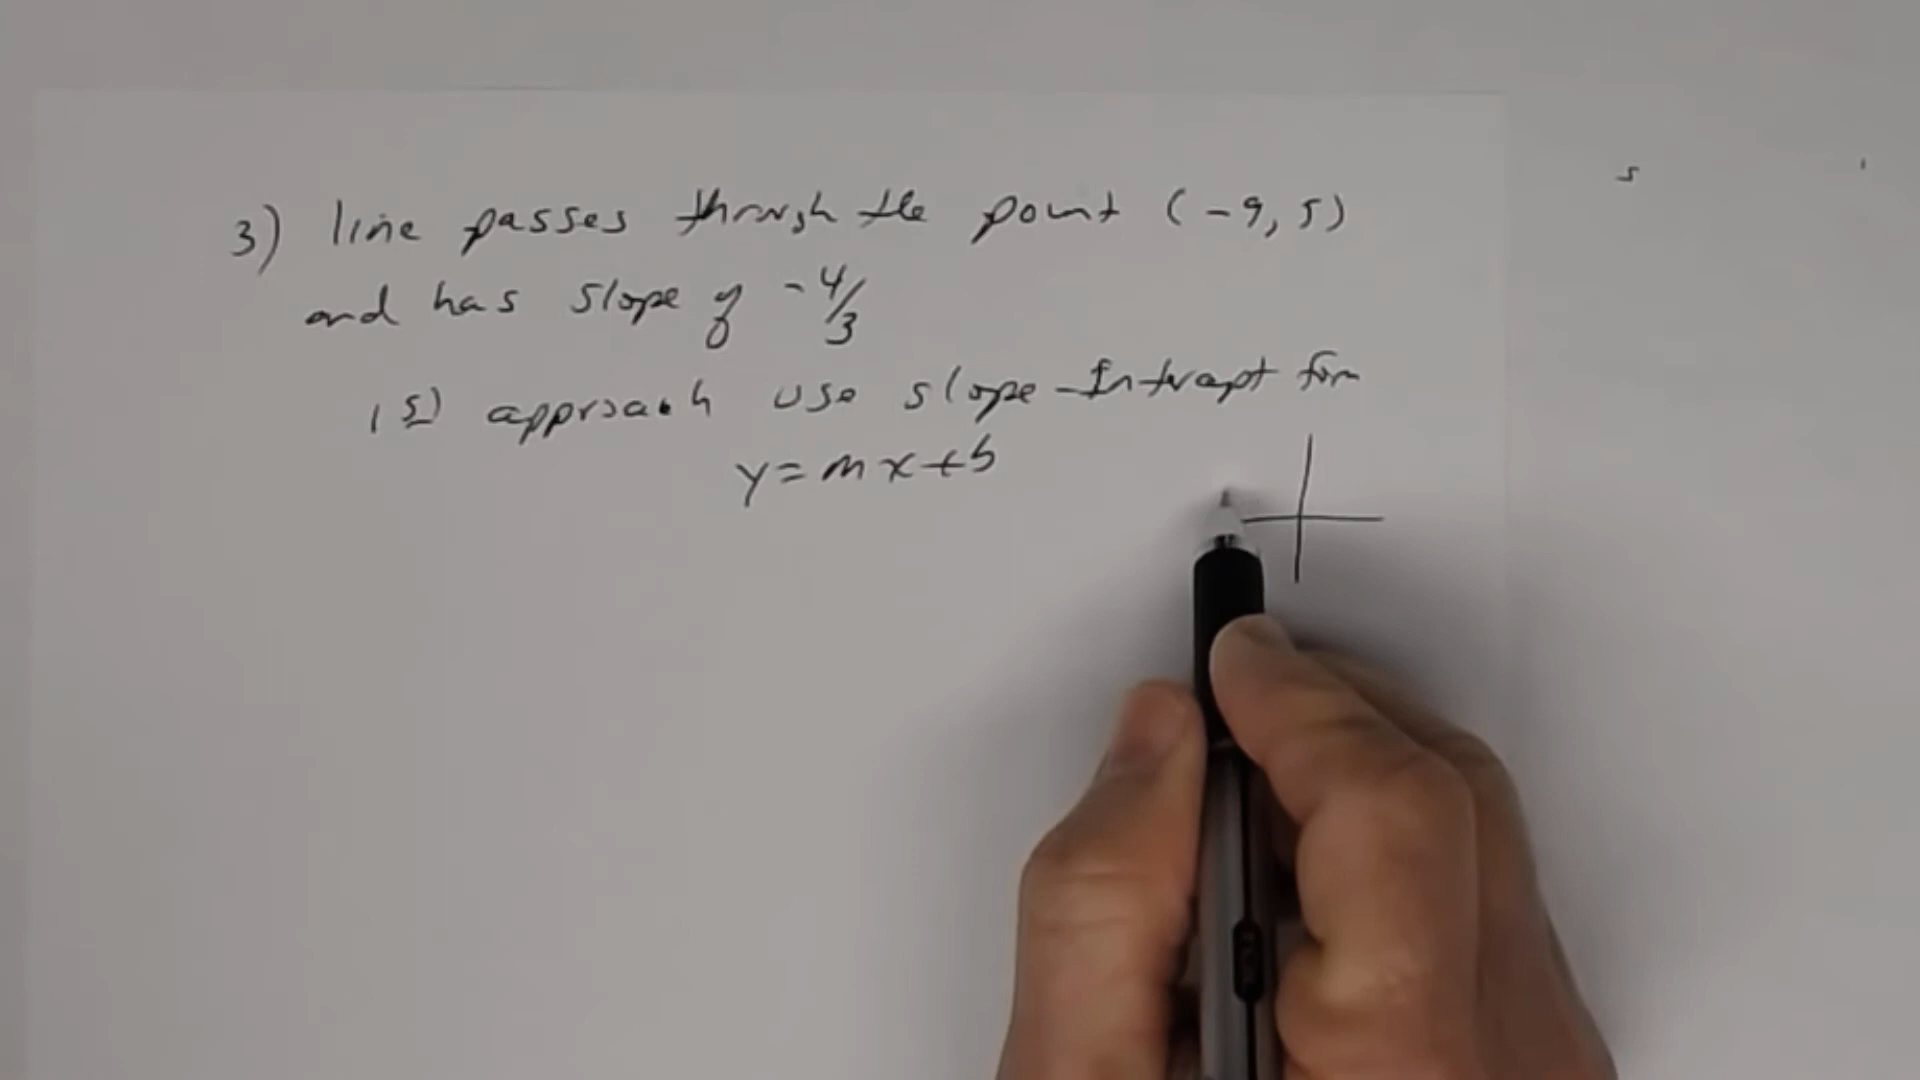 3) line passes through the point (-9, 5)
and has slope of -4/3
1st approach use slope-Intercept form
y = mx + b